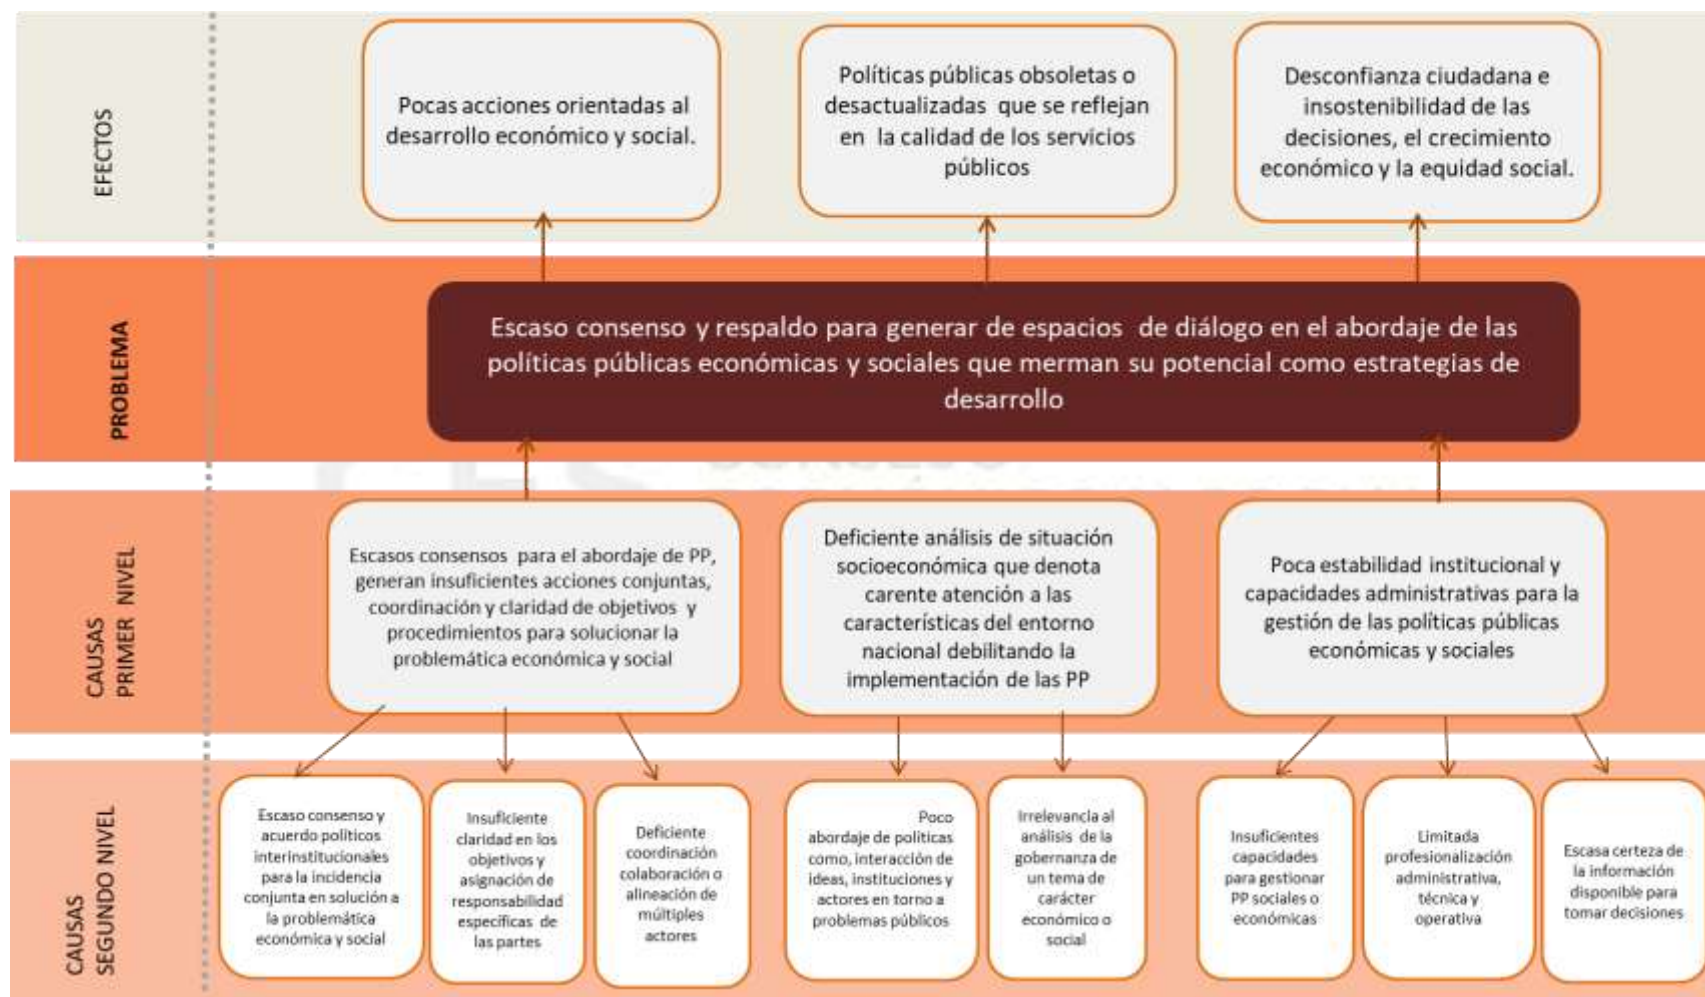 EFECTOS
Pocas acciones orientadas al
desarrollo económico y social.
Políticas públicas obsoletas o
desactualizadas que se reflejan
en la calidad de los servicios
públicos
Desconfianza ciudadana e
insostenibilidad de las
decisiones, el crecimiento
económico y la equidad social.
PROBLEMA
Escaso consenso y respaldo para generar de espacios de diálogo en el abordaje de las
políticas públicas económicas y sociales que merman su potencial como estrategias de
desarrollo
CAUSAS
PRIMER NIVEL
Escasos consensos para el abordaje de PP,
generan insuficientes acciones conjuntas,
coordinación y claridad de objetivos y
procedimientos para solucionar la
problemática económica y social
Deficiente análisis de situación
socioeconómica que denota
carente atención a las
características del entorno
nacional debilitando la
implementación de las PP
Poca estabilidad institucional y
capacidades administrativas para la
gestión de las políticas públicas
económicas y sociales
CAUSAS
SEGUNDO NIVEL
Escaso consenso y
acuerdo políticos
interinstitucionales
para la incidencia
conjunta en solución a
la problemática
económica y social
Insuficiente
claridad en los
objetivos y
asignación de
responsabilidad
específicas de
las partes
Deficiente
coordinación
colaboración o
alineación de
múltiples
actores
Poco
abordaje de políticas
como, interacción de
ideas, instituciones y
actores en torno a
problemas públicos
Irrelevancia al
análisis de la
gobernanza de
un tema de
carácter
económico o
social
Insuficientes
capacidades
para gestionar
PP sociales o
económicas
Limitada
profesionalización
administrativa,
técnica y
operativa
Escasa certeza de
la información
disponible para
tomar decisiones